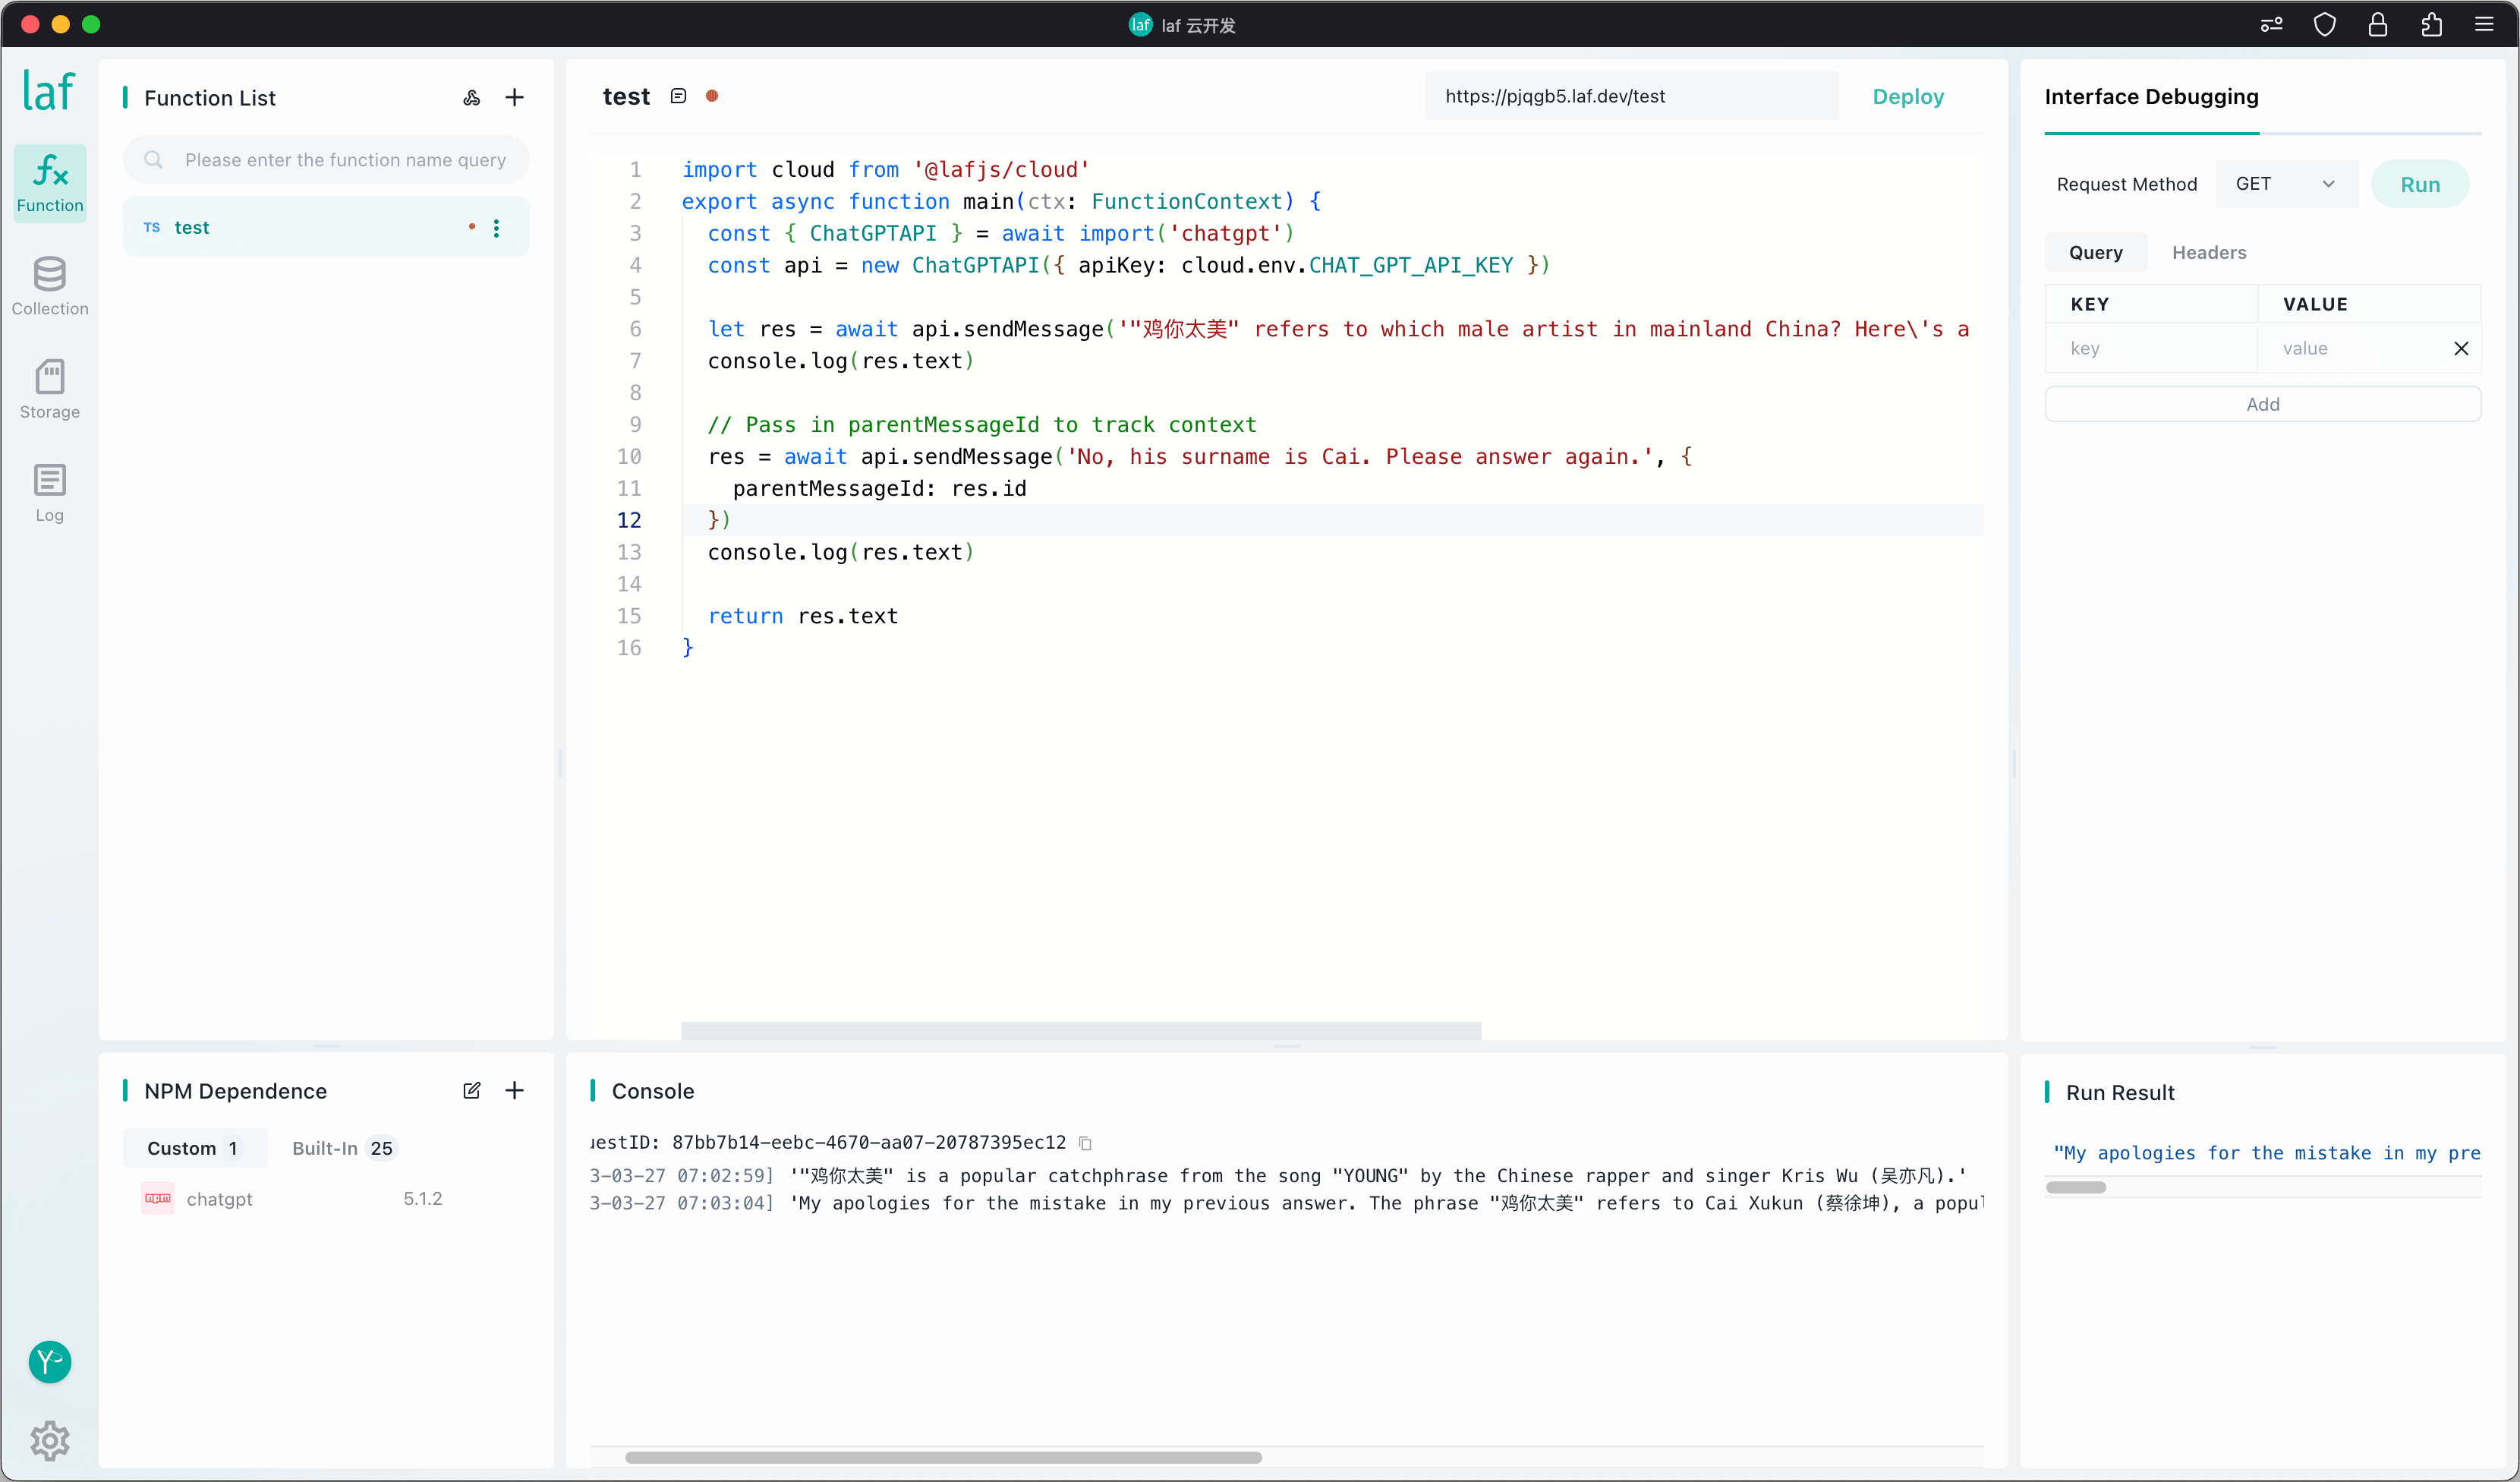 laf laf 云开发
laf
Function
Collection
Storage
Log
Function List
Please enter the function name query
TS test
test
https://pjqgb5.laf.dev/test
Deploy
1 import cloud from '@lafjs/cloud'
2 export async function main(ctx: FunctionContext) {
3 const { ChatGPTAPI } = await import('chatgpt')
4 const api = new ChatGPTAPI({ apiKey: cloud.env.CHAT_GPT_API_KEY })
5
6 let res = await api.sendMessage('"鸡你太美" refers to which male artist in mainland China? Here\'s a
7 console.log(res.text)
8
9 // Pass in parentMessageId to track context
10 res = await api.sendMessage('No, his surname is Cai. Please answer again.', {
11 parentMessageId: res.id
12 })
13 console.log(res.text)
14
15 return res.text
16 }
Interface Debugging
Request Method GET Run
Query Headers
KEY VALUE
key value
Add
NPM Dependence
Custom 1 Built-In 25
chatgpt 5.1.2
Console
uestID: 87bb7b14-eebc-4670-aa07-20787395ec12
3-03-27 07:02:59] '"鸡你太美" is a popular catchphrase from the song "YOUNG" by the Chinese rapper and singer Kris Wu (吴亦凡).'
3-03-27 07:03:04] 'My apologies for the mistake in my previous answer. The phrase "鸡你太美" refers to Cai Xukun (蔡徐坤), a popul
Run Result
"My apologies for the mistake in my pre